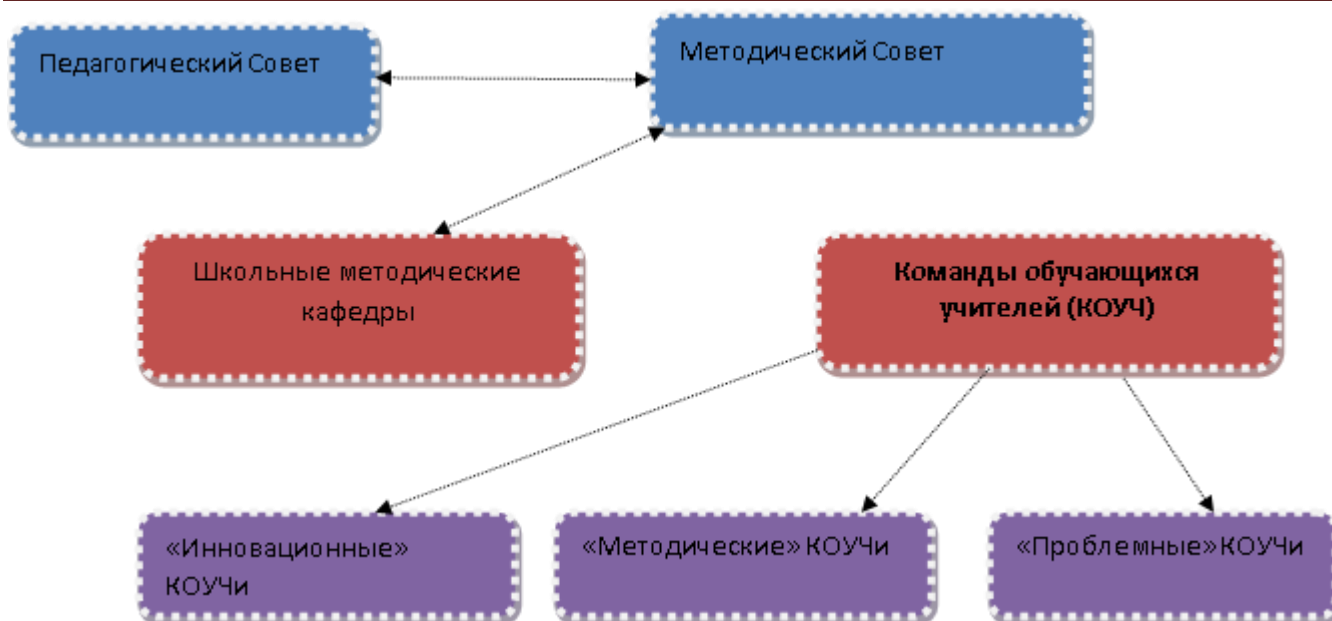 Педагогический Совет
Методический Совет
Школьные методические
кафедры
Команды обучающихся
учителей (КОУЧ)
«Инновационные»
КОУЧи
«Методические» КОУЧи
«Проблемные» КОУЧи